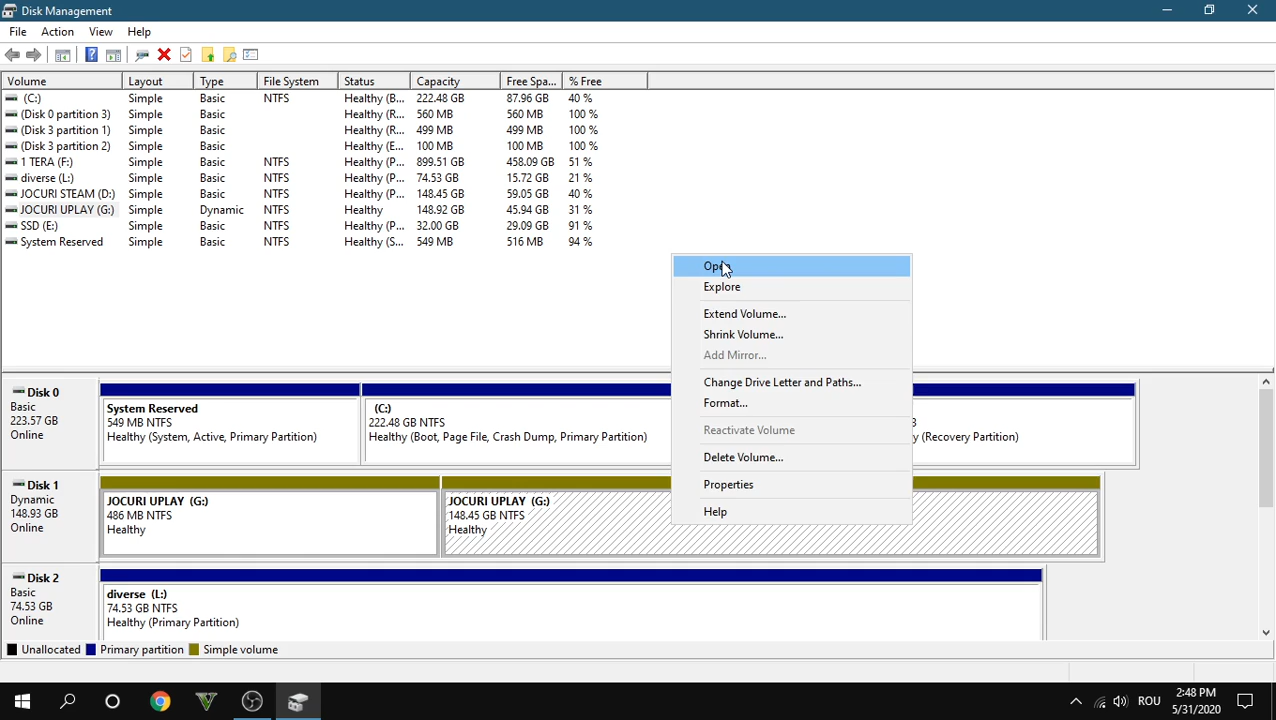 Disk Management
File Action View Help
Volume Layout Type File System Status Capacity Free Spa... % Free
(C:) Simple Basic NTFS Healthy (B... 222.48 GB 87.96 GB 40 %
(Disk 0 partition 3) Simple Basic Healthy (R... 560 MB 560 MB 100 %
(Disk 3 partition 1) Simple Basic Healthy (R... 499 MB 499 MB 100 %
(Disk 3 partition 2) Simple Basic Healthy (E... 100 MB 100 MB 100 %
1 TERA (F:) Simple Basic NTFS Healthy (P... 899.51 GB 458.09 GB 51 %
diverse (L:) Simple Basic NTFS Healthy (P... 74.53 GB 15.72 GB 21 %
JOCURI STEAM (D:) Simple Basic NTFS Healthy (P... 148.45 GB 59.05 GB 40 %
JOCURI UPLAY (G:) Simple Dynamic NTFS Healthy 148.92 GB 45.94 GB 31 %
SSD (E:) Simple Basic NTFS Healthy (P... 32.00 GB 29.09 GB 91 %
System Reserved Simple Basic NTFS Healthy (S... 549 MB 516 MB 94 %
Open
Explore
Extend Volume...
Shrink Volume...
Add Mirror...
Change Drive Letter and Paths...
Format...
Reactivate Volume
Delete Volume...
Properties
Help
Disk 0
Basic
223.57 GB
Online
System Reserved
549 MB NTFS
Healthy (System, Active, Primary Partition)
(C:)
222.48 GB NTFS
Healthy (Boot, Page File, Crash Dump, Primary Partition)
y (Recovery Partition)
Disk 1
Dynamic
148.93 GB
Online
JOCURI UPLAY (G:)
486 MB NTFS
Healthy
JOCURI UPLAY (G:)
148.45 GB NTFS
Healthy
Disk 2
Basic
74.53 GB
Online
diverse (L:)
74.53 GB NTFS
Healthy (Primary Partition)
Unallocated Primary partition Simple volume
ROU
2:48 PM
5/31/2020